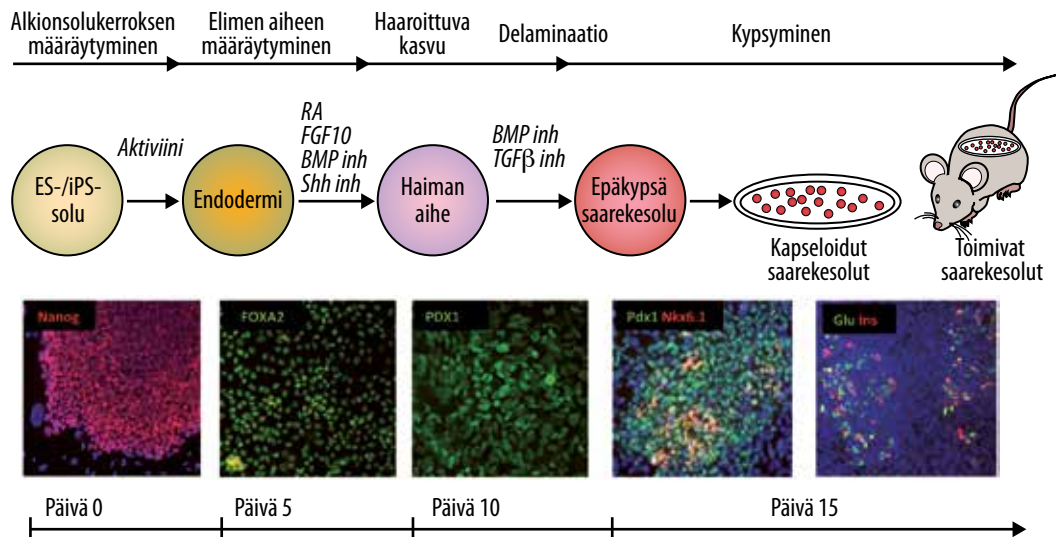 Alkionsolukerroksen
määräytyminen
Elimen aiheen
määräytyminen
Haaroittuva
kasvu
Delaminaatio
Kypsyminen
ES-/iPS-
solu
Aktiviini
Endodermi
RA
FGF10
BMP inh
Shh inh
Haiman
aihe
BMP inh
TGFβ inh
Epäkypsä
saarekesolu
Kapseloidut
saarekesolut
Toimivat
saarekesolut
Nanog
FOXA2
PDX1
Pdx1 Nkx6.1
Glu Ins
Päivä 0
Päivä 5
Päivä 10
Päivä 15